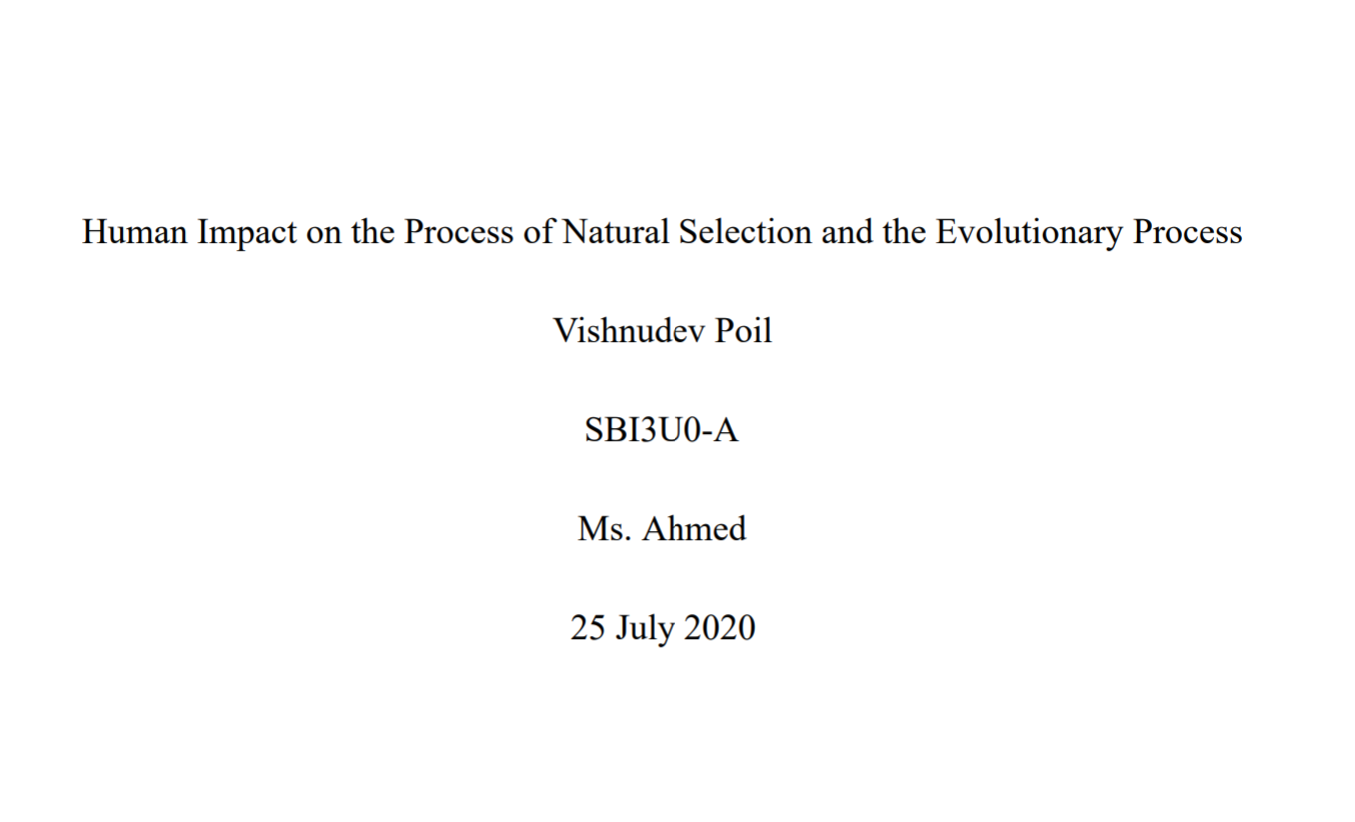 Human Impact on the Process of Natural Selection and the Evolutionary Process
Vishnudev Poil
SBI3U0-A
Ms. Ahmed
25 July 2020